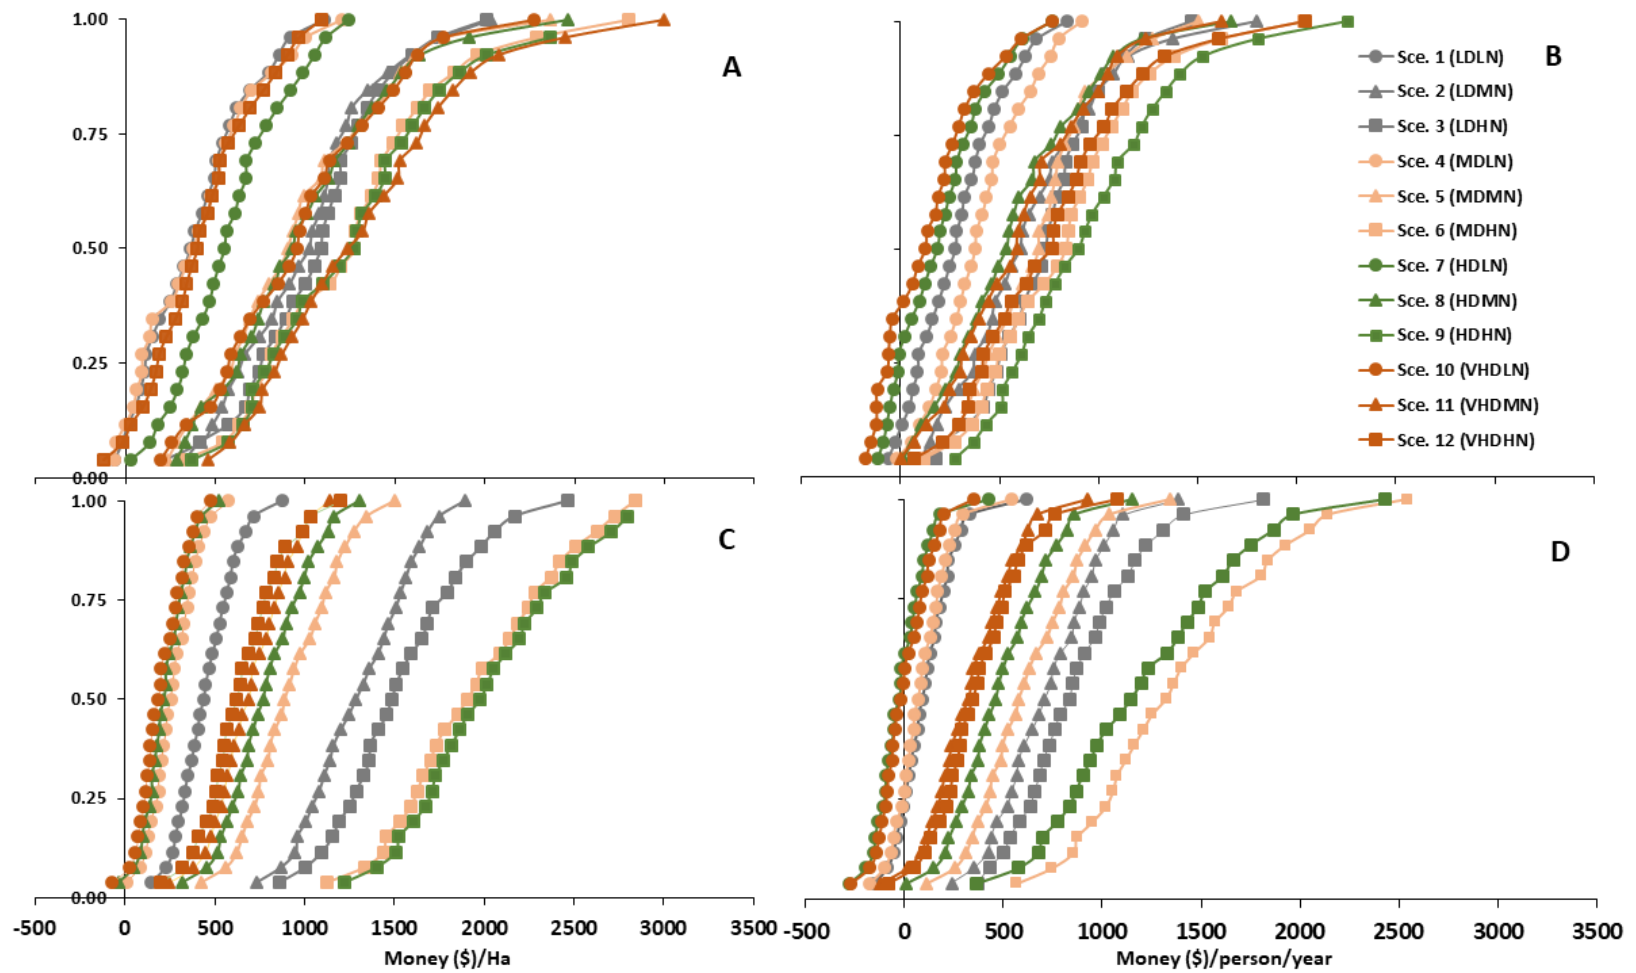 1.00
0.75
0.50
0.25
0.00
A
B
Sce. 1 (LDLN)
Sce. 2 (LDMN)
Sce. 3 (LDHN)
Sce. 4 (MDLN)
Sce. 5 (MDMN)
Sce. 6 (MDHN)
Sce. 7 (HDLN)
Sce. 8 (HDMN)
Sce. 9 (HDHN)
Sce. 10 (VHDLN)
Sce. 11 (VHDMN)
Sce. 12 (VHDHN)
1.00
0.75
0.50
0.25
0.00
C
D
-500 0 500 1000 1500 2000 2500 3000 3500
Money ($)/Ha
-500 0 500 1000 1500 2000 2500 3000 3500
Money ($)/person/year